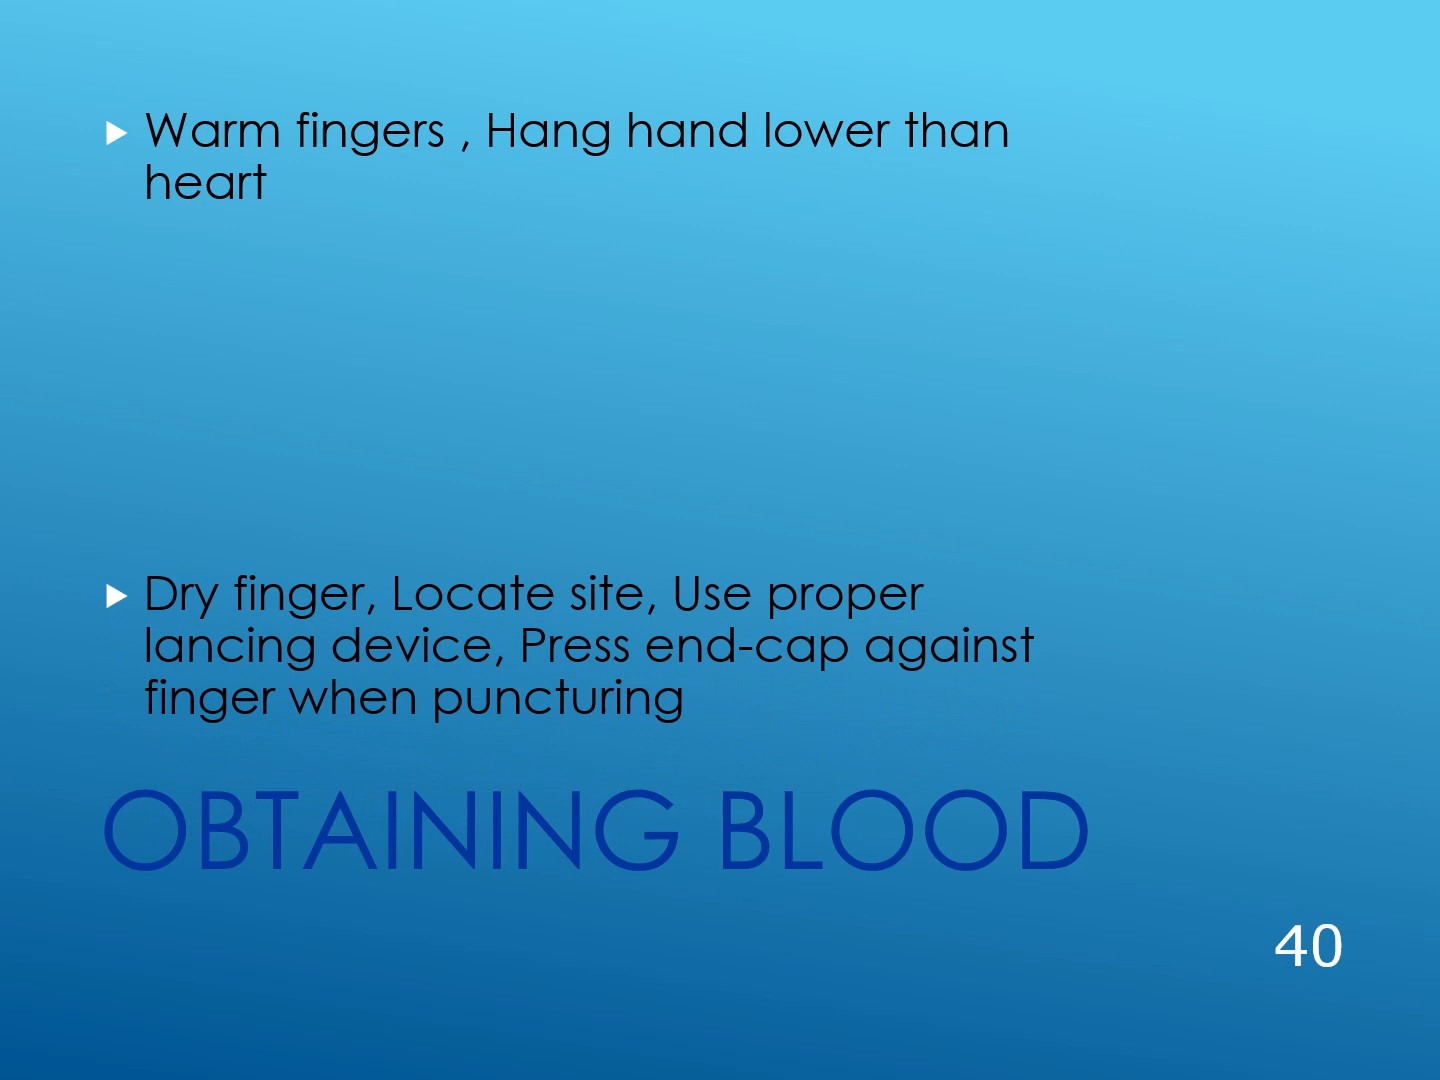 Warm fingers , Hang hand lower than
heart
Dry finger, Locate site, Use proper
lancing device, Press end-cap against
finger when puncturing
OBTAINING BLOOD
40